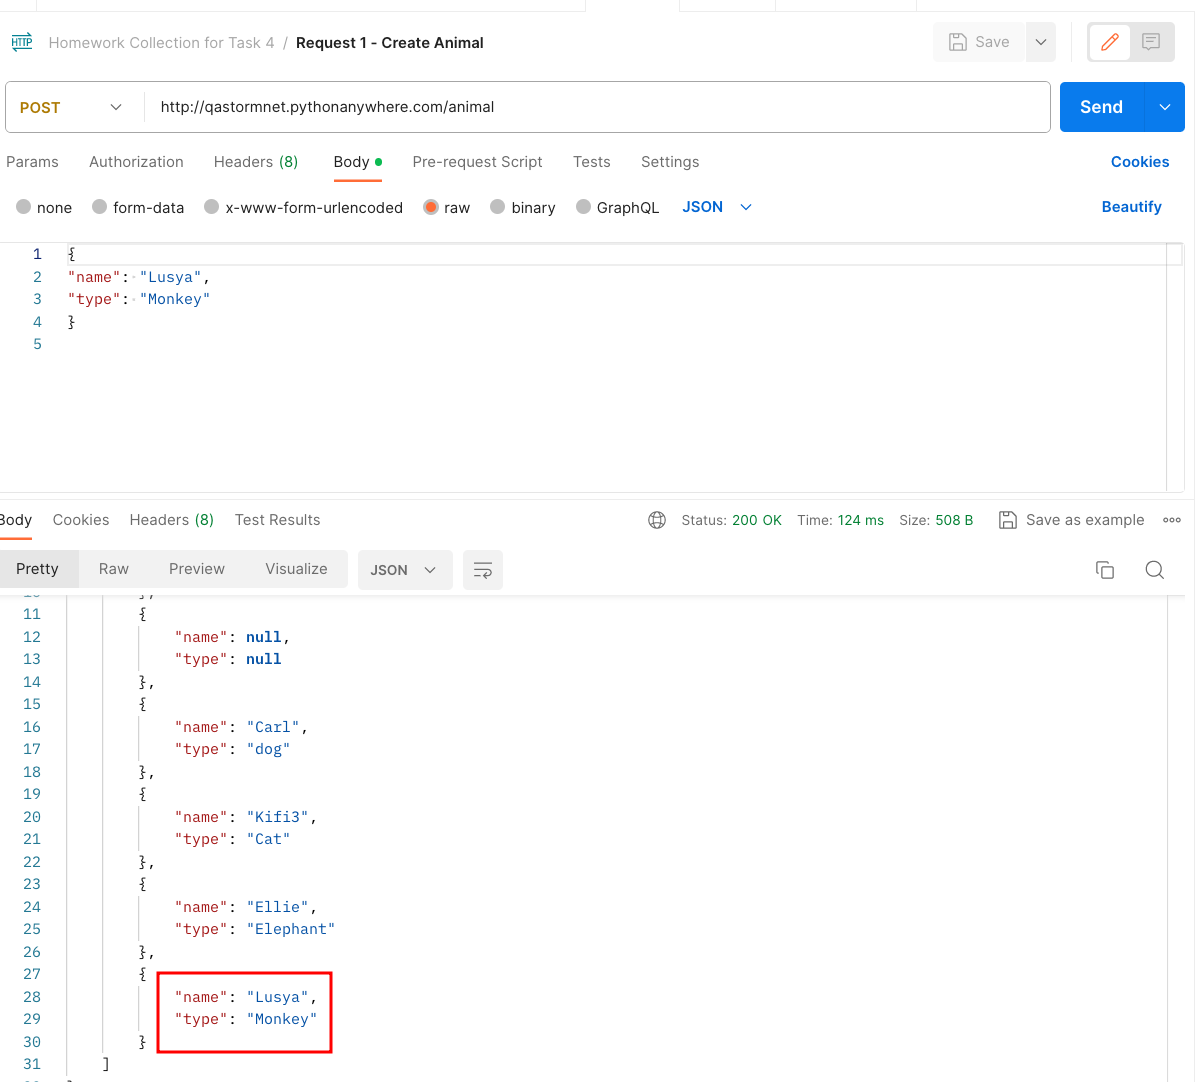 HTTP Homework Collection for Task 4 / Request 1 - Create Animal Save
POST http://qastormnet.pythonanywhere.com/animal Send
Params Authorization Headers (8) Body Pre-request Script Tests Settings Cookies
none form-data x-www-form-urlencoded raw binary GraphQL JSON Beautify
1 {
2 "name": "Lusya",
3 "type": "Monkey"
4 }
5
Body Cookies Headers (8) Test Results Status: 200 OK Time: 124 ms Size: 508 B Save as example
Pretty Raw Preview Visualize JSON
10 },
11 {
12 "name": null,
13 "type": null
14 },
15 {
16 "name": "Carl",
17 "type": "dog"
18 },
19 {
20 "name": "Kifi3",
21 "type": "Cat"
22 },
23 {
24 "name": "Ellie",
25 "type": "Elephant"
26 },
27 {
28 "name": "Lusya",
29 "type": "Monkey"
30 }
31 ]